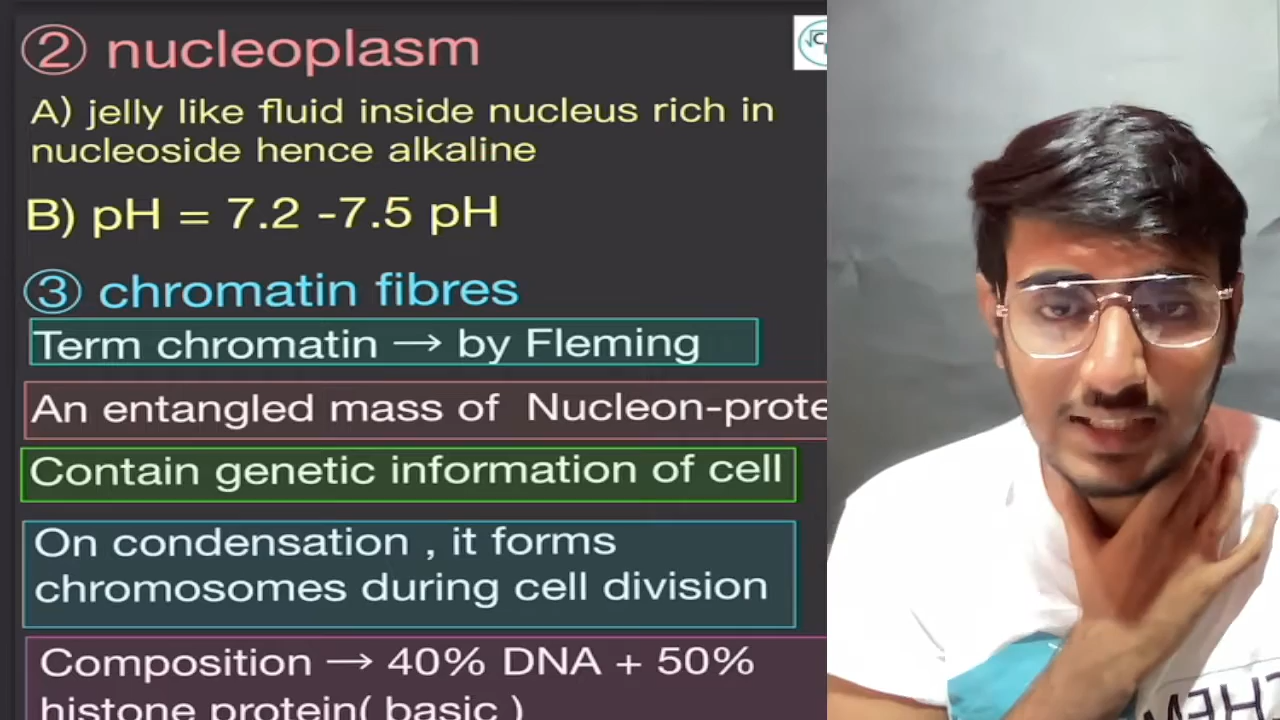 ② nucleoplasm
A) jelly like fluid inside nucleus rich in
nucleoside hence alkaline
B) pH = 7.2 -7.5 pH
③ chromatin fibres
Term chromatin → by Fleming
An entangled mass of Nucleon-prote
Contain genetic information of cell
On condensation , it forms
chromosomes during cell division
Composition → 40% DNA + 50%
histone protein( basic )